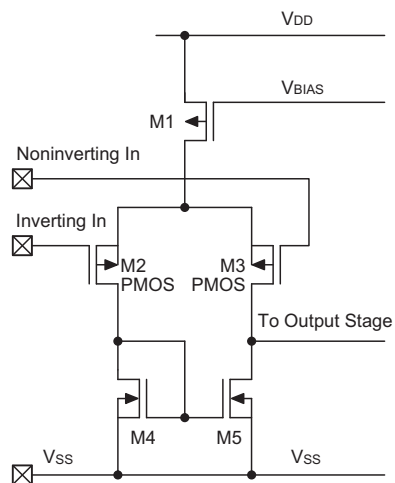 VDD
VBIAS
M1
Noninverting In
Inverting In
M2
PMOS
M3
PMOS
To Output Stage
M4
M5
VSS
VSS